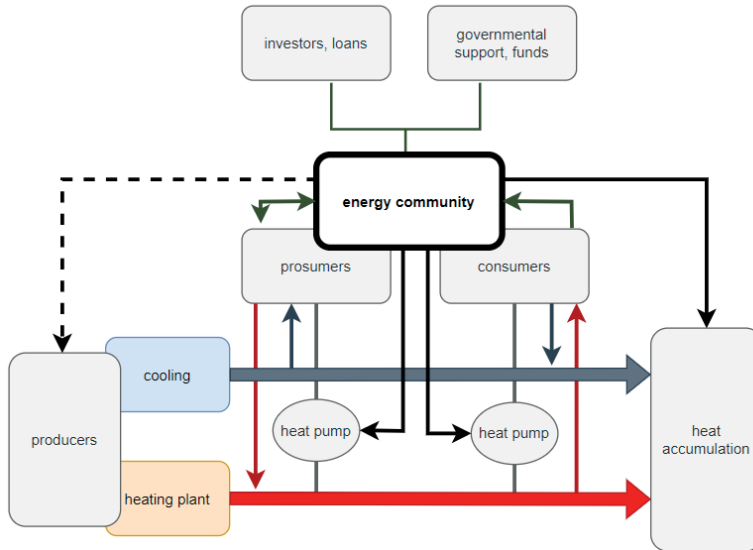 investors, loans
governmental
support, funds
energy community
prosumers
consumers
cooling
producers
heat pump
heat pump
heat
accumulation
heating plant